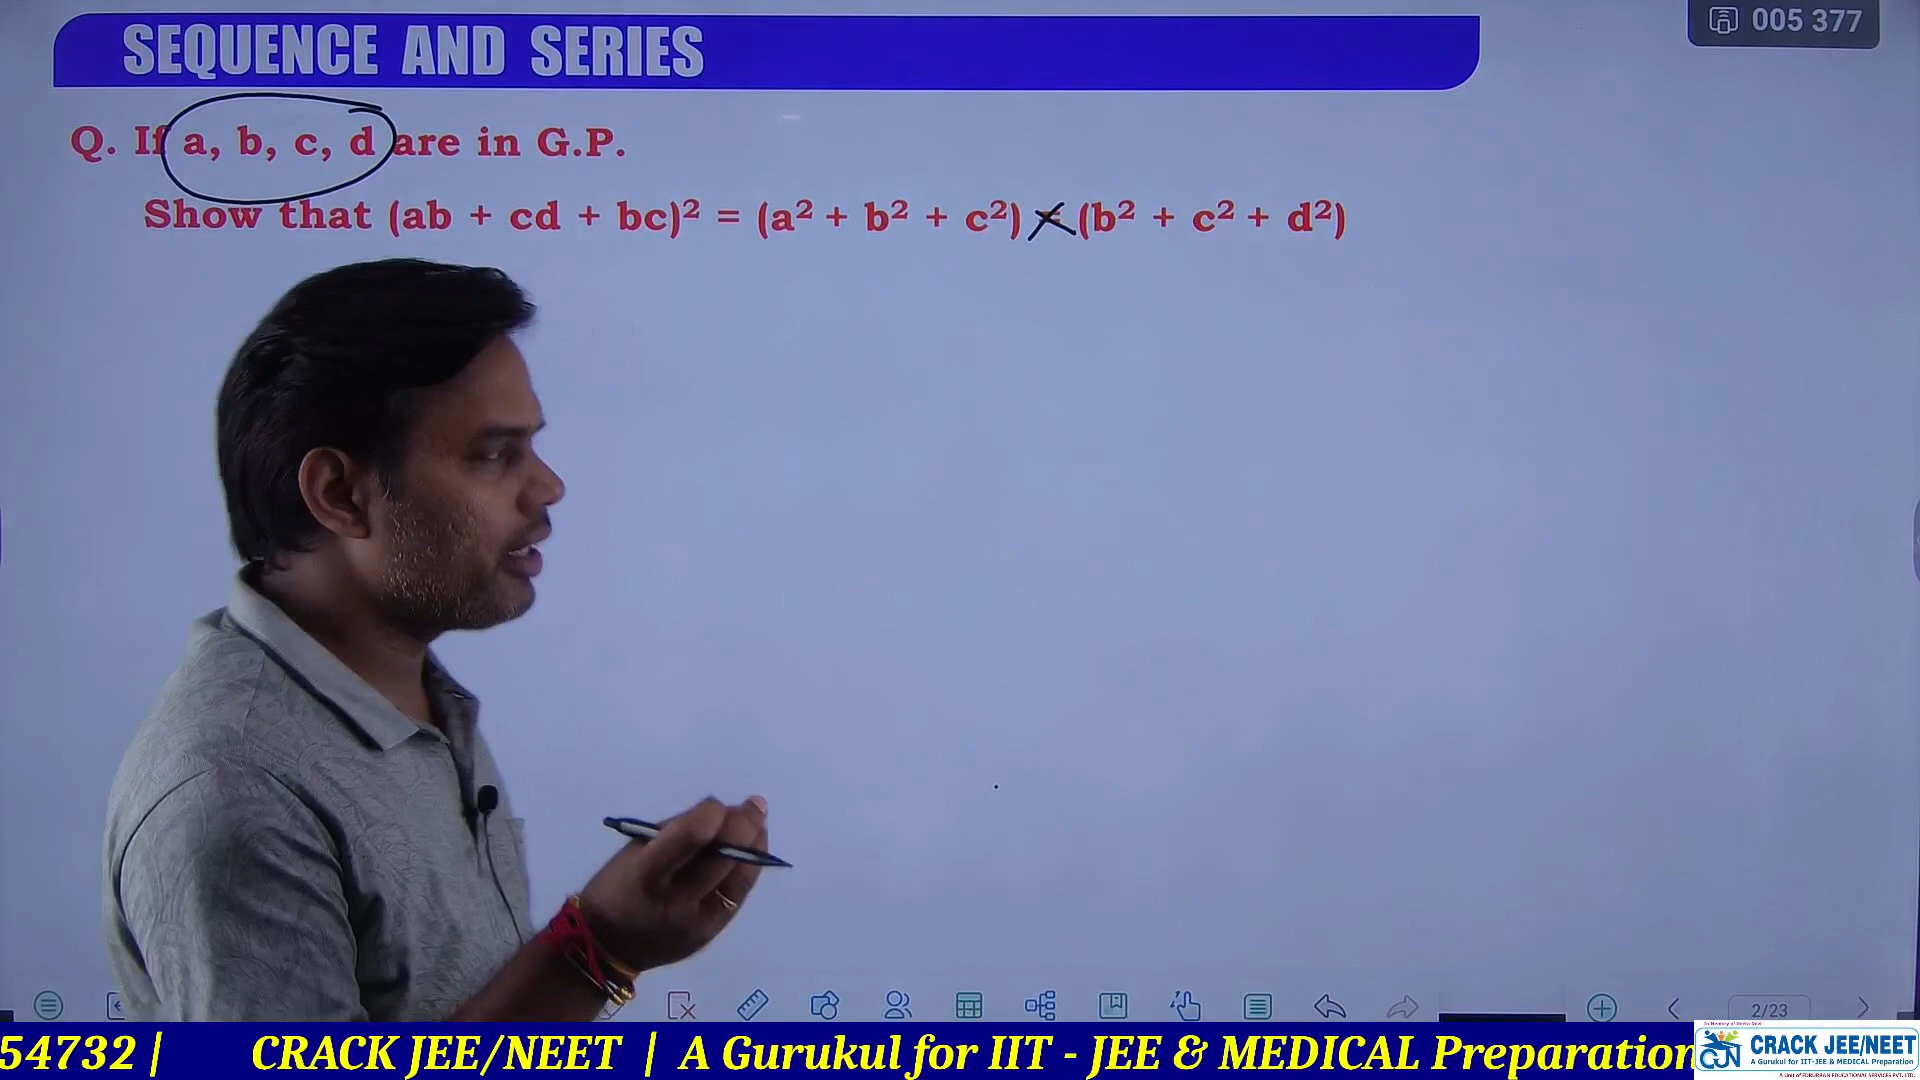 SEQUENCE AND SERIES
005 377
Q. If a, b, c, d are in G.P.
Show that (ab + cd + bc)² = (a² + b² + c²) × (b² + c² + d²)
2/23
54732 | CRACK JEE/NEET | A Gurukul for IIT - JEE & MEDICAL Preparation
CRACK JEE/NEET
A Gurukul for IIT-JEE & MEDICAL Preparation